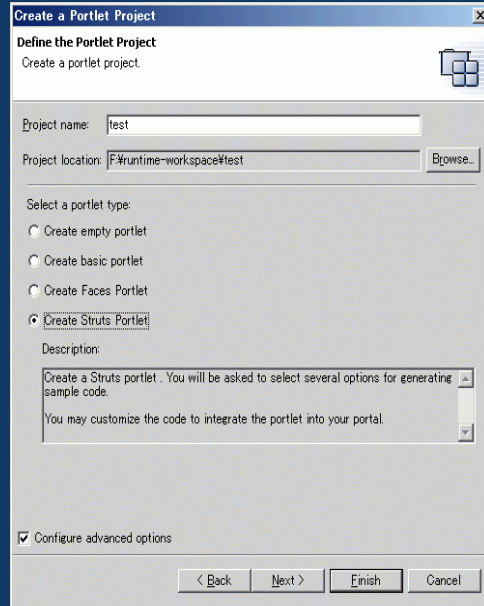 Create a Portlet Project
Define the Portlet Project
Create a portlet project.
Project name: test
Project location: F:¥runtime-workspace¥test Browse...
Select a portlet type:
Create empty portlet
Create basic portlet
Create Faces Portlet
Create Struts Portlet
Description:
Create a Struts portlet . You will be asked to select several options for generating
sample code.
You may customize the code to integrate the portlet into your portal.
Configure advanced options
< Back Next > Finish Cancel